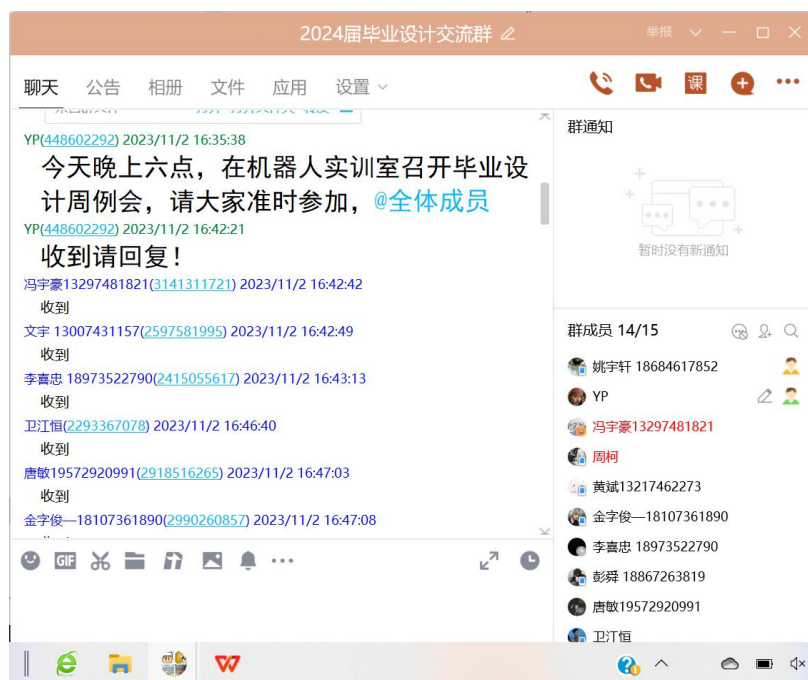 2024届毕业设计交流群
举报
聊天 公告 相册 文件 应用 设置
课
YP(448602292) 2023/11/2 16:35:38
今天晚上六点，在机器人实训室召开毕业设
计周例会，请大家准时参加，@全体成员
YP(448602292) 2023/11/2 16:42:21
收到请回复！
冯宇豪13297481821(3141311721) 2023/11/2 16:42:42
收到
文宇 13007431157(2597581995) 2023/11/2 16:42:49
收到
李喜忠 18973522790(2415055617) 2023/11/2 16:43:13
收到
卫江恒(2293367078) 2023/11/2 16:46:40
收到
唐敏19572920991(2918516265) 2023/11/2 16:47:03
收到
金字俊—18107361890(2990260857) 2023/11/2 16:47:08
GIF
群通知
暂时没有新通知
群成员 14/15
姚宇轩 18684617852
YP
冯宇豪13297481821
周柯
黄斌13217462273
金字俊—18107361890
李喜忠 18973522790
彭舜 18867263819
唐敏19572920991
卫江恒